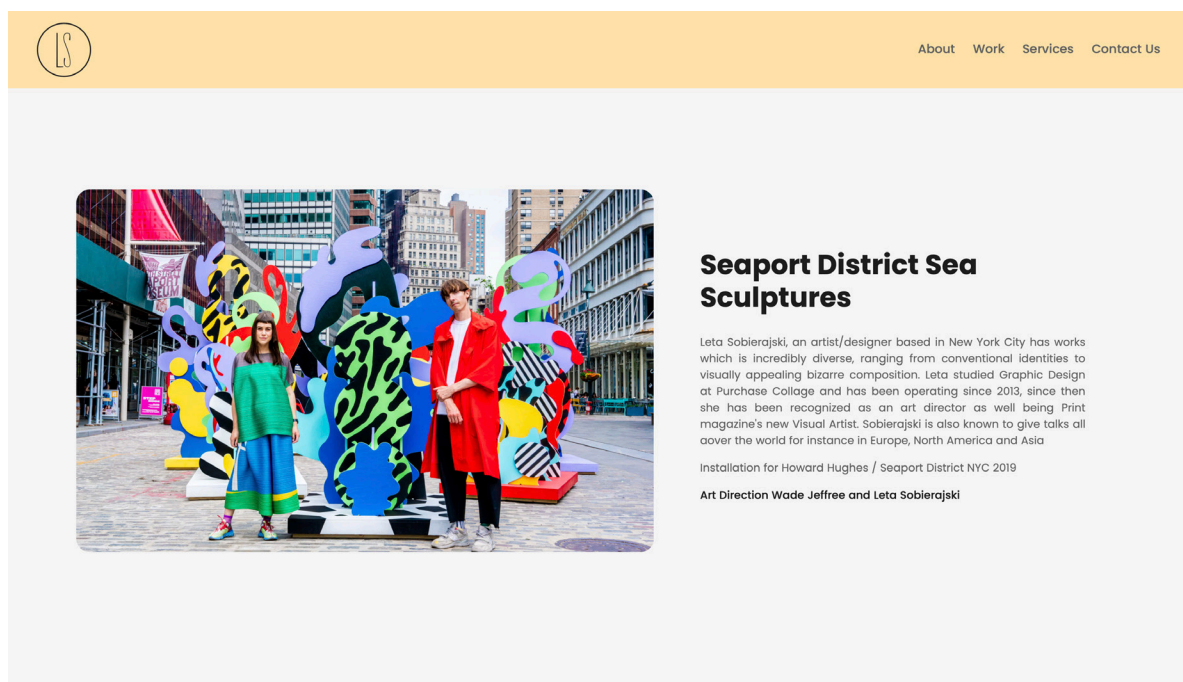 LS
About Work Services Contact Us
SEUM
Seaport District Sea
Sculptures
Leta Sobierajski, an artist/designer based in New York City has works
which is incredibly diverse, ranging from conventional identities to
visually appealing bizarre composition. Leta studied Graphic Design
at Purchase Collage and has been operating since 2013, since then
she has been recognized as an art director as well being Print
magazine's new Visual Artist. Sobierajski is also known to give talks all
aover the world for instance in Europe, North America and Asia
Installation for Howard Hughes / Seaport District NYC 2019
Art Direction Wade Jeffree and Leta Sobierajski